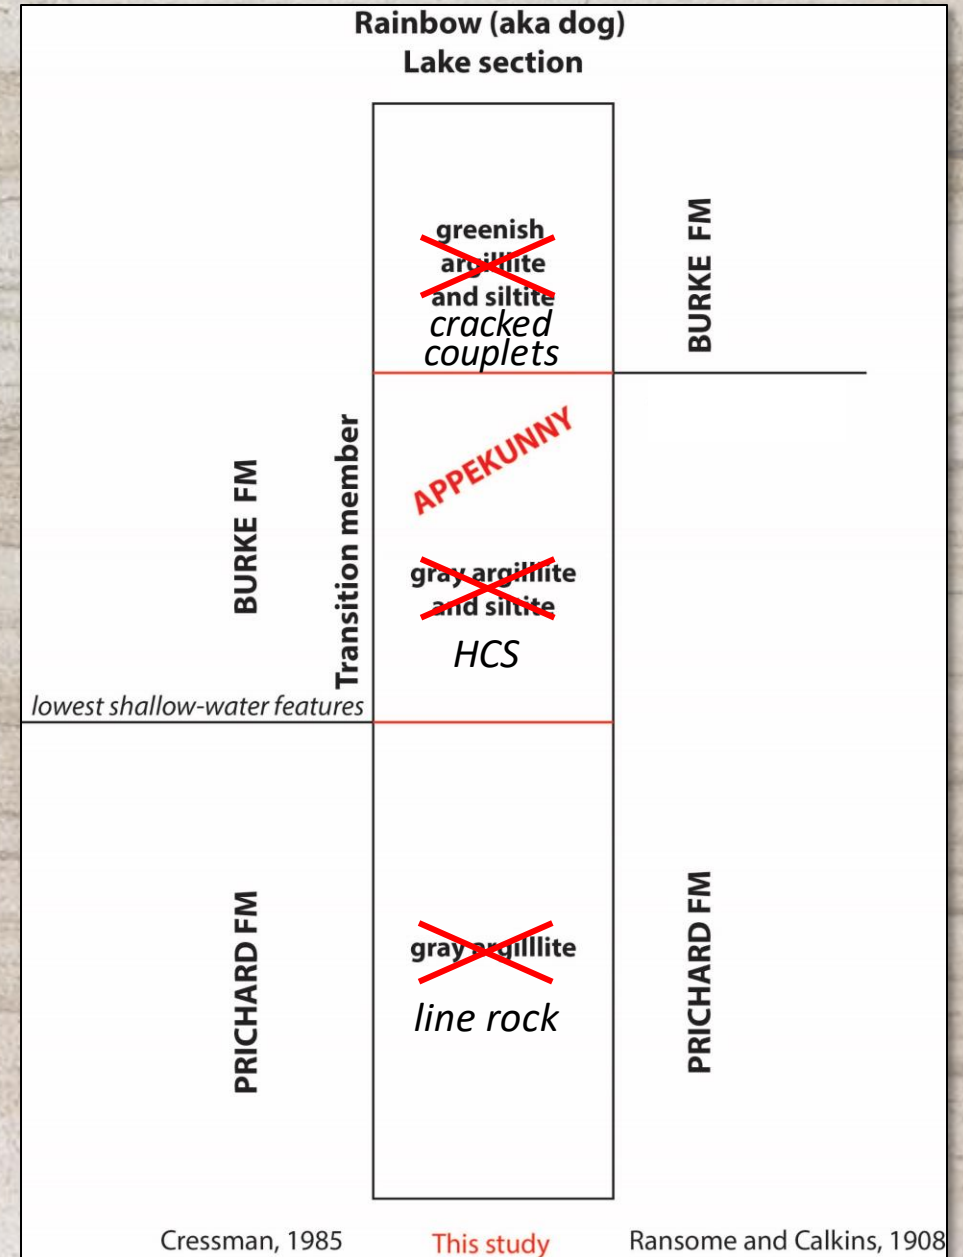 Rainbow (aka dog)
Lake section
greenish
argilllite
and siltite
cracked
couplets
BURKE FM
APPEKUNNY
BURKE FM
Transition member
gray argilllite
and siltite
HCS
lowest shallow-water features
PRICHARD FM
gray argilllite
line rock
PRICHARD FM
Cressman, 1985
This study
Ransome and Calkins, 1908